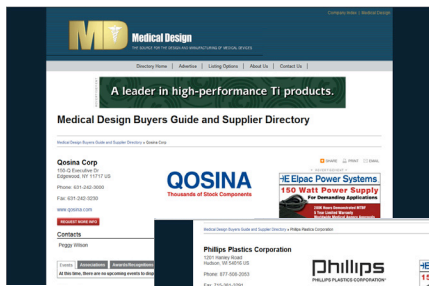 Company Index | Medical Design
MD
Medical Design
THE SOURCE FOR THE DESIGN AND MANUFACTURING OF MEDICAL DEVICES
Directory Home | Advertise | Listing Options | About Us | Contact Us |
A leader in high-performance Ti products.
Medical Design Buyers Guide and Supplier Directory
Medical Design Buyers Guide and Supplier Directory » Qosina Corp.
SHARE PRINT EMAIL
Qosina Corp
150-Q Executive Dr
Edgewood, NY 11717 US
Phone: 631-242-3000
Fax: 631-242-3230
www.qosina.com
REQUEST MORE INFO
QOSINA
Thousands of Stock Components
ADVERTISEMENT
Elpac Power Systems
150 Watt Power Supply
For Demanding Applications
Contacts
Peggy Wilson
Events Associations Awards/Recognitions
At this time, there are no upcoming events to disp
Medical Design Buyers Guide and Supplier Directory » Phillips Plastics Corporation
Phillips Plastics Corporation
1201 Hanley Road
Hudson, WI 54016 US
Phone: 877-508-2003
Phillips
PHILLIPS PLASTICS CORPORATION